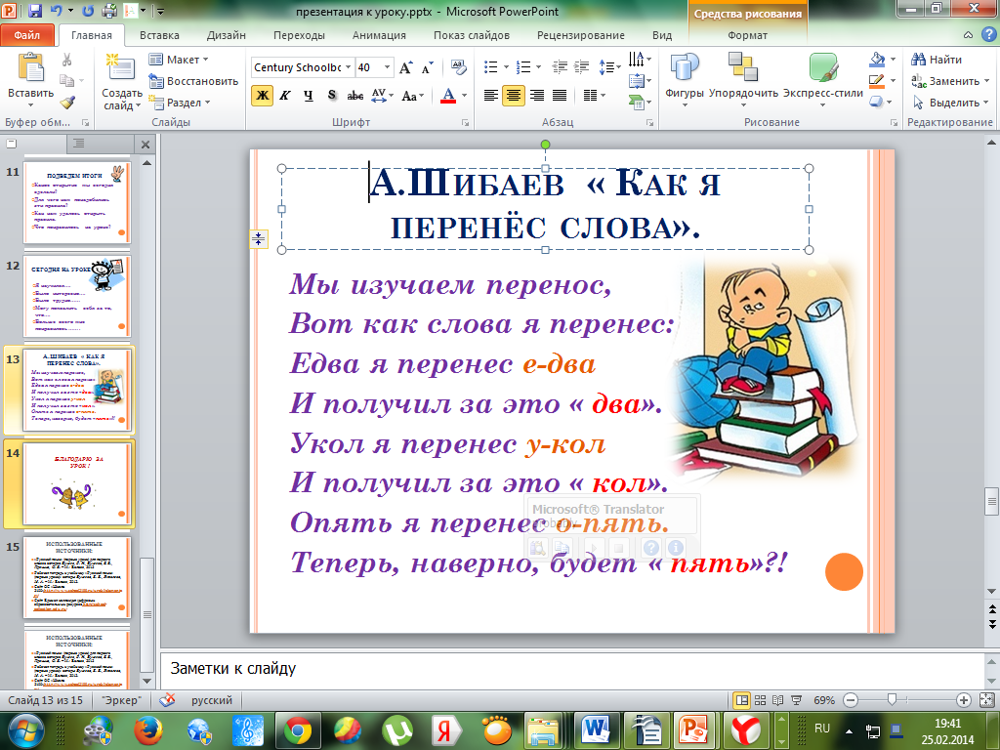 презентация к уроку.pptx - Microsoft PowerPoint
Средства рисования
Файл
Главная
Вставка
Дизайн
Переходы
Анимация
Показ слайдов
Рецензирование
Вид
Формат
Вставить
Буфер обм...
Создать слайд
Макет
Восстановить
Раздел
Слайды
Century Schoolbc
40
Ж К Ч S abc AV Aa А
Шрифт
Абзац
Фигуры
Упорядочить
Экспресс-стили
Рисование
Найти
Заменить
Выделить
Редактирование
11
ПОДВЕДЕМ ИТОГИ
12
СЕГОДНЯ НА УРОКЕ
13
А.ШИБАЕВ « КАК Я
ПЕРЕНЁС СЛОВА».
14
БЛАГОДАРЮ ЗА
УРОК !
15
ИСПОЛЬЗОВАННЫЕ
ИСТОЧНИКИ:
ИСПОЛЬЗОВАННЫЕ
ИСТОЧНИКИ:
А.ШИБАЕВ « КАК Я
ПЕРЕНЁС СЛОВА».
Мы изучаем перенос,
Вот как слова я перенес:
Едва я перенес е-два
И получил за это « два».
Укол я перенес у-кол
И получил за это « кол».
Опять я перенес о-пять.
Теперь, наверно, будет « пять»?!
Microsoft® Translator
Заметки к слайду
Слайд 13 из 15
"Эркер"
русский
69%
RU
19:41
25.02.2014